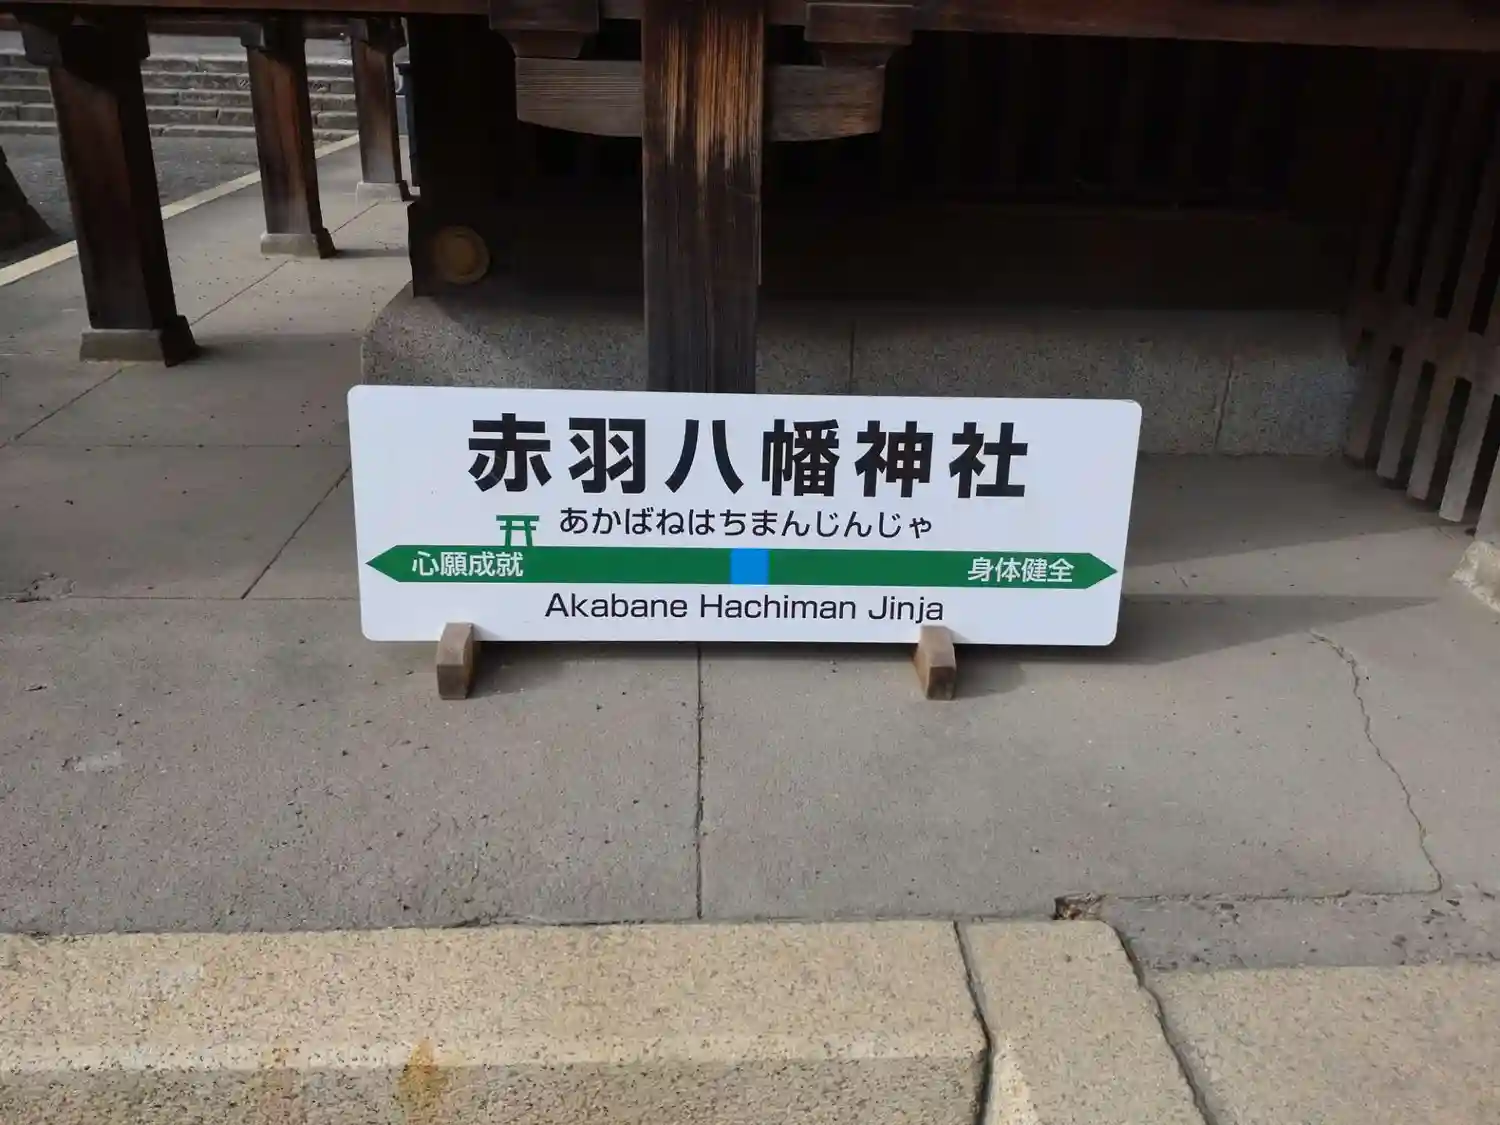 赤羽八幡神社
あかばねはちまんじんじゃ
心願成就
身体健全
Akabane Hachiman Jinja